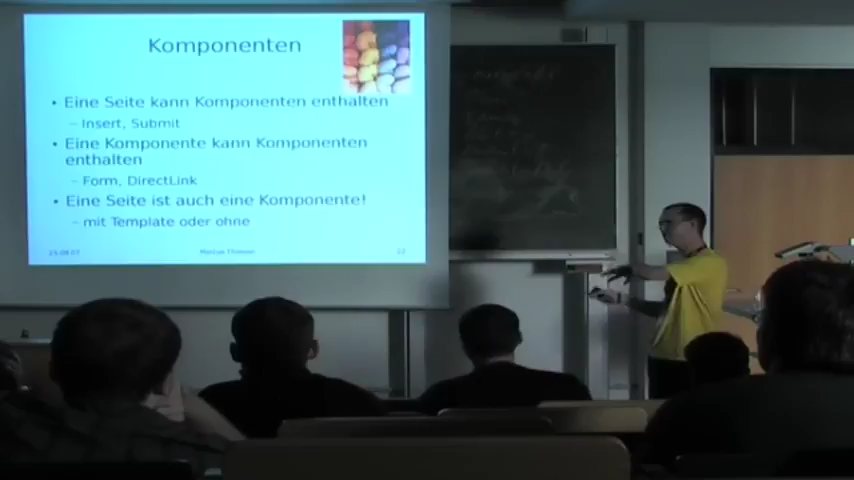 Komponenten
• Eine Seite kann Komponenten enthalten
– Insert, Submit
• Eine Komponente kann Komponenten
enthalten
– Form, DirectLink
• Eine Seite ist auch eine Komponente!
– mit Template oder ohne
22